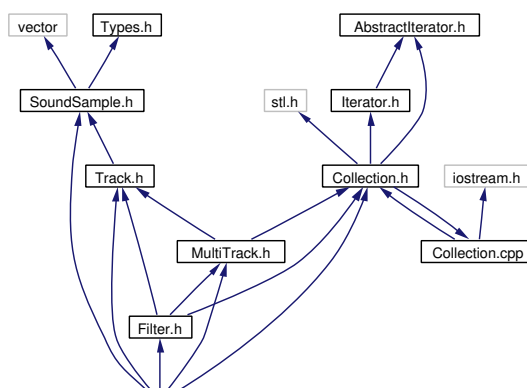 vector
Types.h
AbstractIterator.h
SoundSample.h
stl.h
Iterator.h
Track.h
Collection.h
iostream.h
MultiTrack.h
Collection.cpp
Filter.h